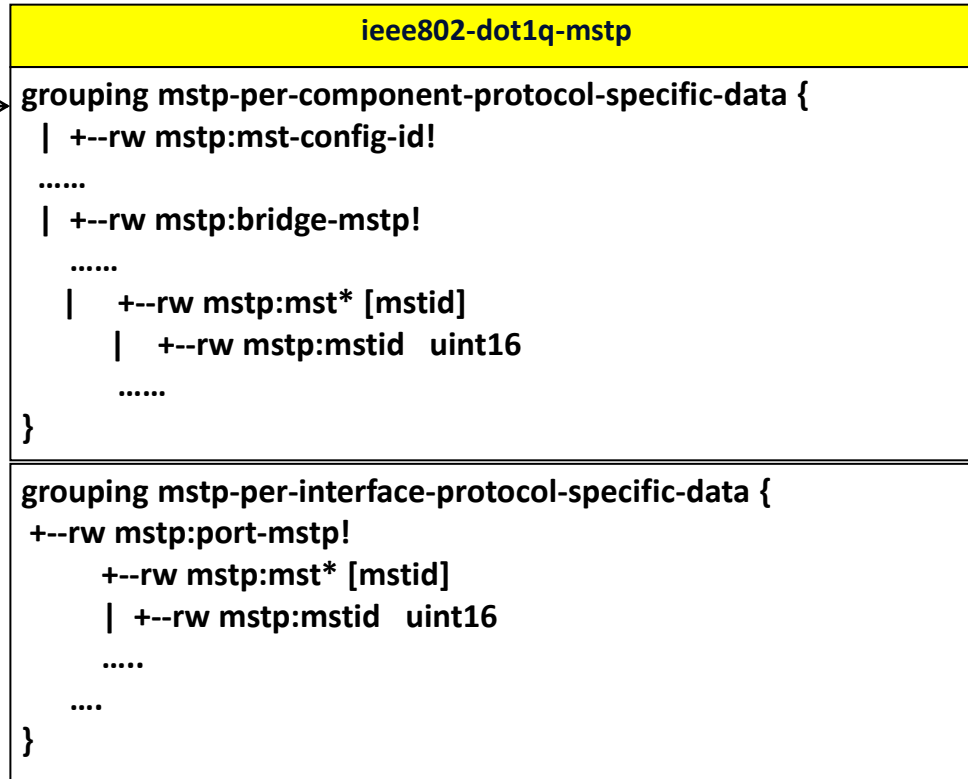 ieee802-dot1q-mstp
grouping mstp-per-component-protocol-specific-data {
| +--rw mstp:mst-config-id!
......
| +--rw mstp:bridge-mstp!
......
| +--rw mstp:mst* [mstid]
| +--rw mstp:mstid uint16
......
}
grouping mstp-per-interface-protocol-specific-data {
+--rw mstp:port-mstp!
+--rw mstp:mst* [mstid]
| +--rw mstp:mstid uint16
.....
....
}